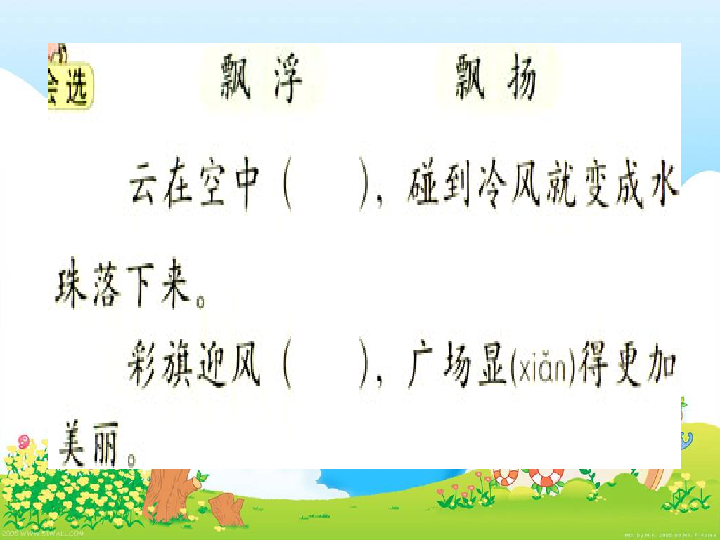 会选
飘浮 飘扬
云在空中( ),碰到冷风就变成水
珠落下来。
彩旗迎风( ),广场显(xiǎn)得更加
美丽。